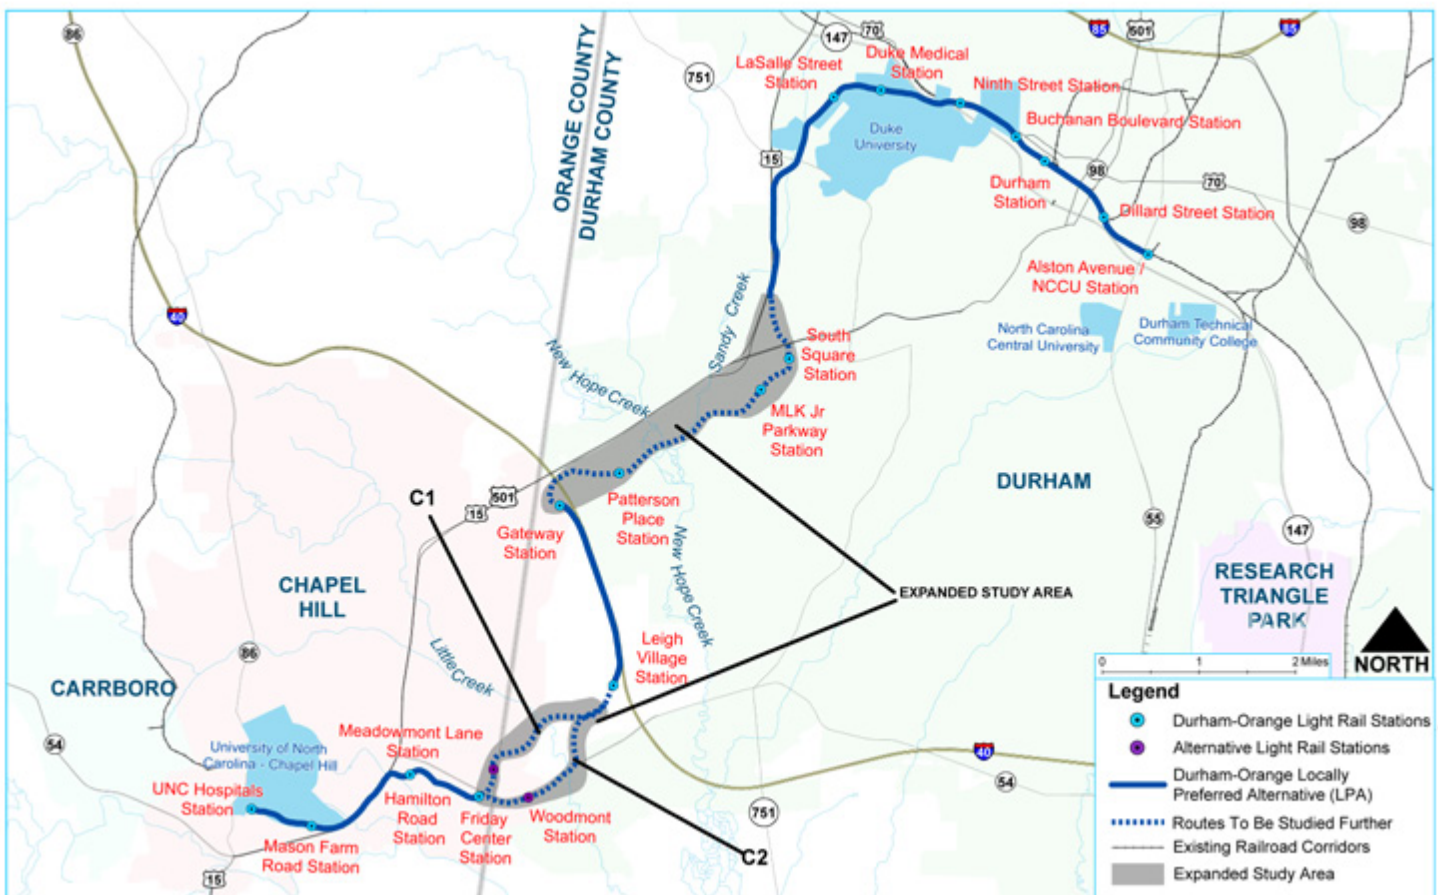 86
ORANGE COUNTY
DURHAM COUNTY
751
147
70
85
501
85
LaSalle Street
Station
Duke Medical
Station
Ninth Street Station
Buchanan Boulevard Station
Duke
University
15
98
70
98
Durham
Station
Dillard Street Station
Alston Avenue /
NCCU Station
North Carolina
Central University
Durham Technical
Community College
40
Sandy Creek
New Hope Creek
South
Square
Station
MLK Jr
Parkway
Station
Patterson
Place
Station
Gateway
Station
501
15
C1
DURHAM
55
147
RESEARCH
TRIANGLE
PARK
NORTH
CHAPEL
HILL
New Hope Creek
EXPANDED STUDY AREA
Leigh
Village
Station
Little Creek
86
CARRBORO
54
University of North
Carolina - Chapel Hill
Meadowmont Lane
Station
UNC Hospitals
Station
Mason Farm
Road Station
Hamilton
Road
Station
Friday
Center
Station
Woodmont
Station
C2
751
40
54
15
0 1 2 Miles
Legend
Durham-Orange Light Rail Stations
Alternative Light Rail Stations
Durham-Orange Locally
Preferred Alternative (LPA)
Routes To Be Studied Further
Existing Railroad Corridors
Expanded Study Area